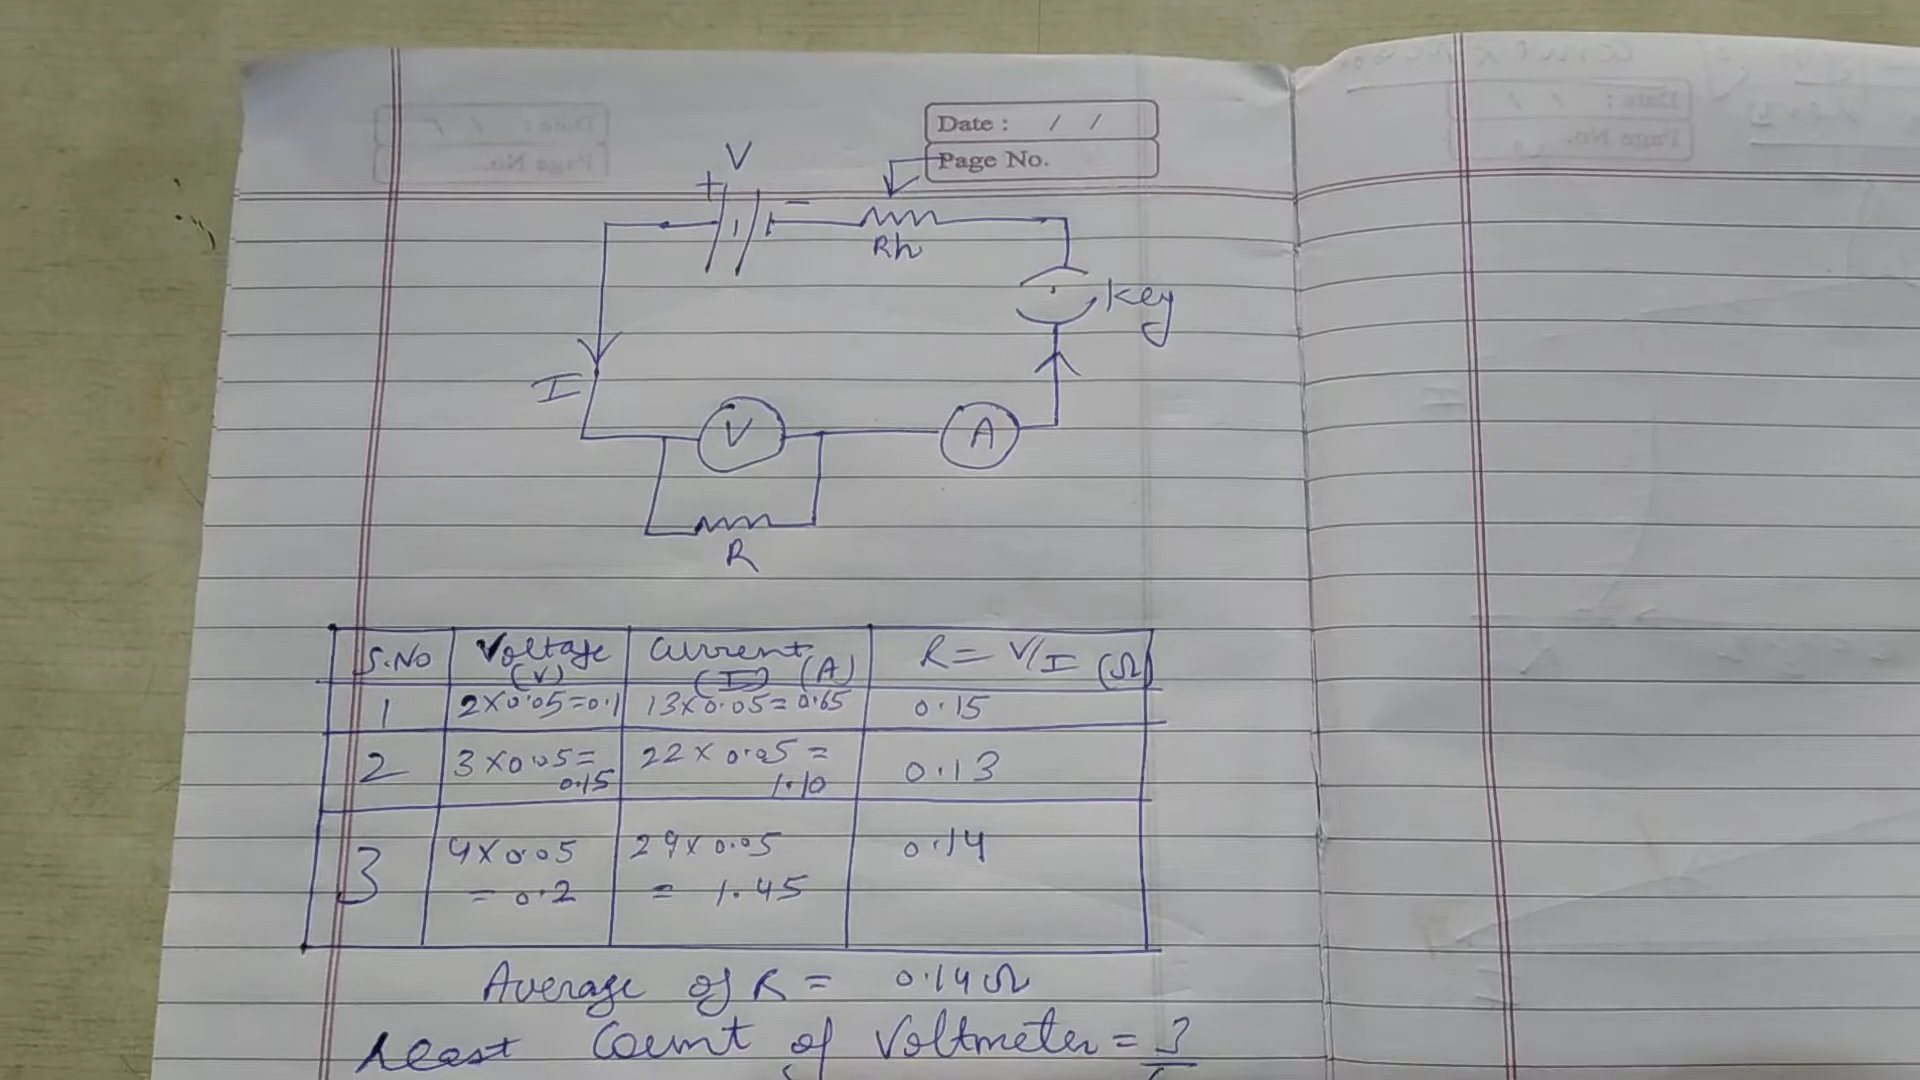 Date : / /
Page No.
V
+ −
Rh
Key
I
V
A
R
S.No Voltage (V) Current (I) (A) R = V/I (Ω)
1 2×0.05=0.1 13×0.05=0.65 0.15
2 3×0.05= 0.15 22×0.05= 1.10 0.13
3 4×0.05 = 0.2 29×0.05 = 1.45 0.14
Average of R = 0.14Ω
Least Count of Voltmeter = 3